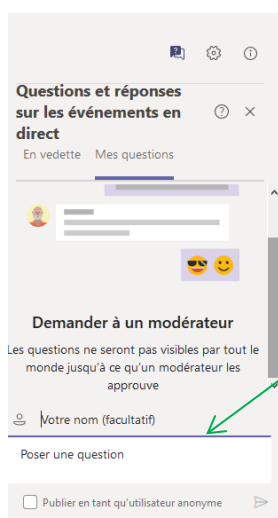 Questions et réponses
sur les événements en
direct
En vedette Mes questions
Demander à un modérateur
Les questions ne seront pas visibles par tout le
monde jusqu'à ce qu'un modérateur les
approuve
Votre nom (facultatif)
Poser une question
Publier en tant qu'utilisateur anonyme